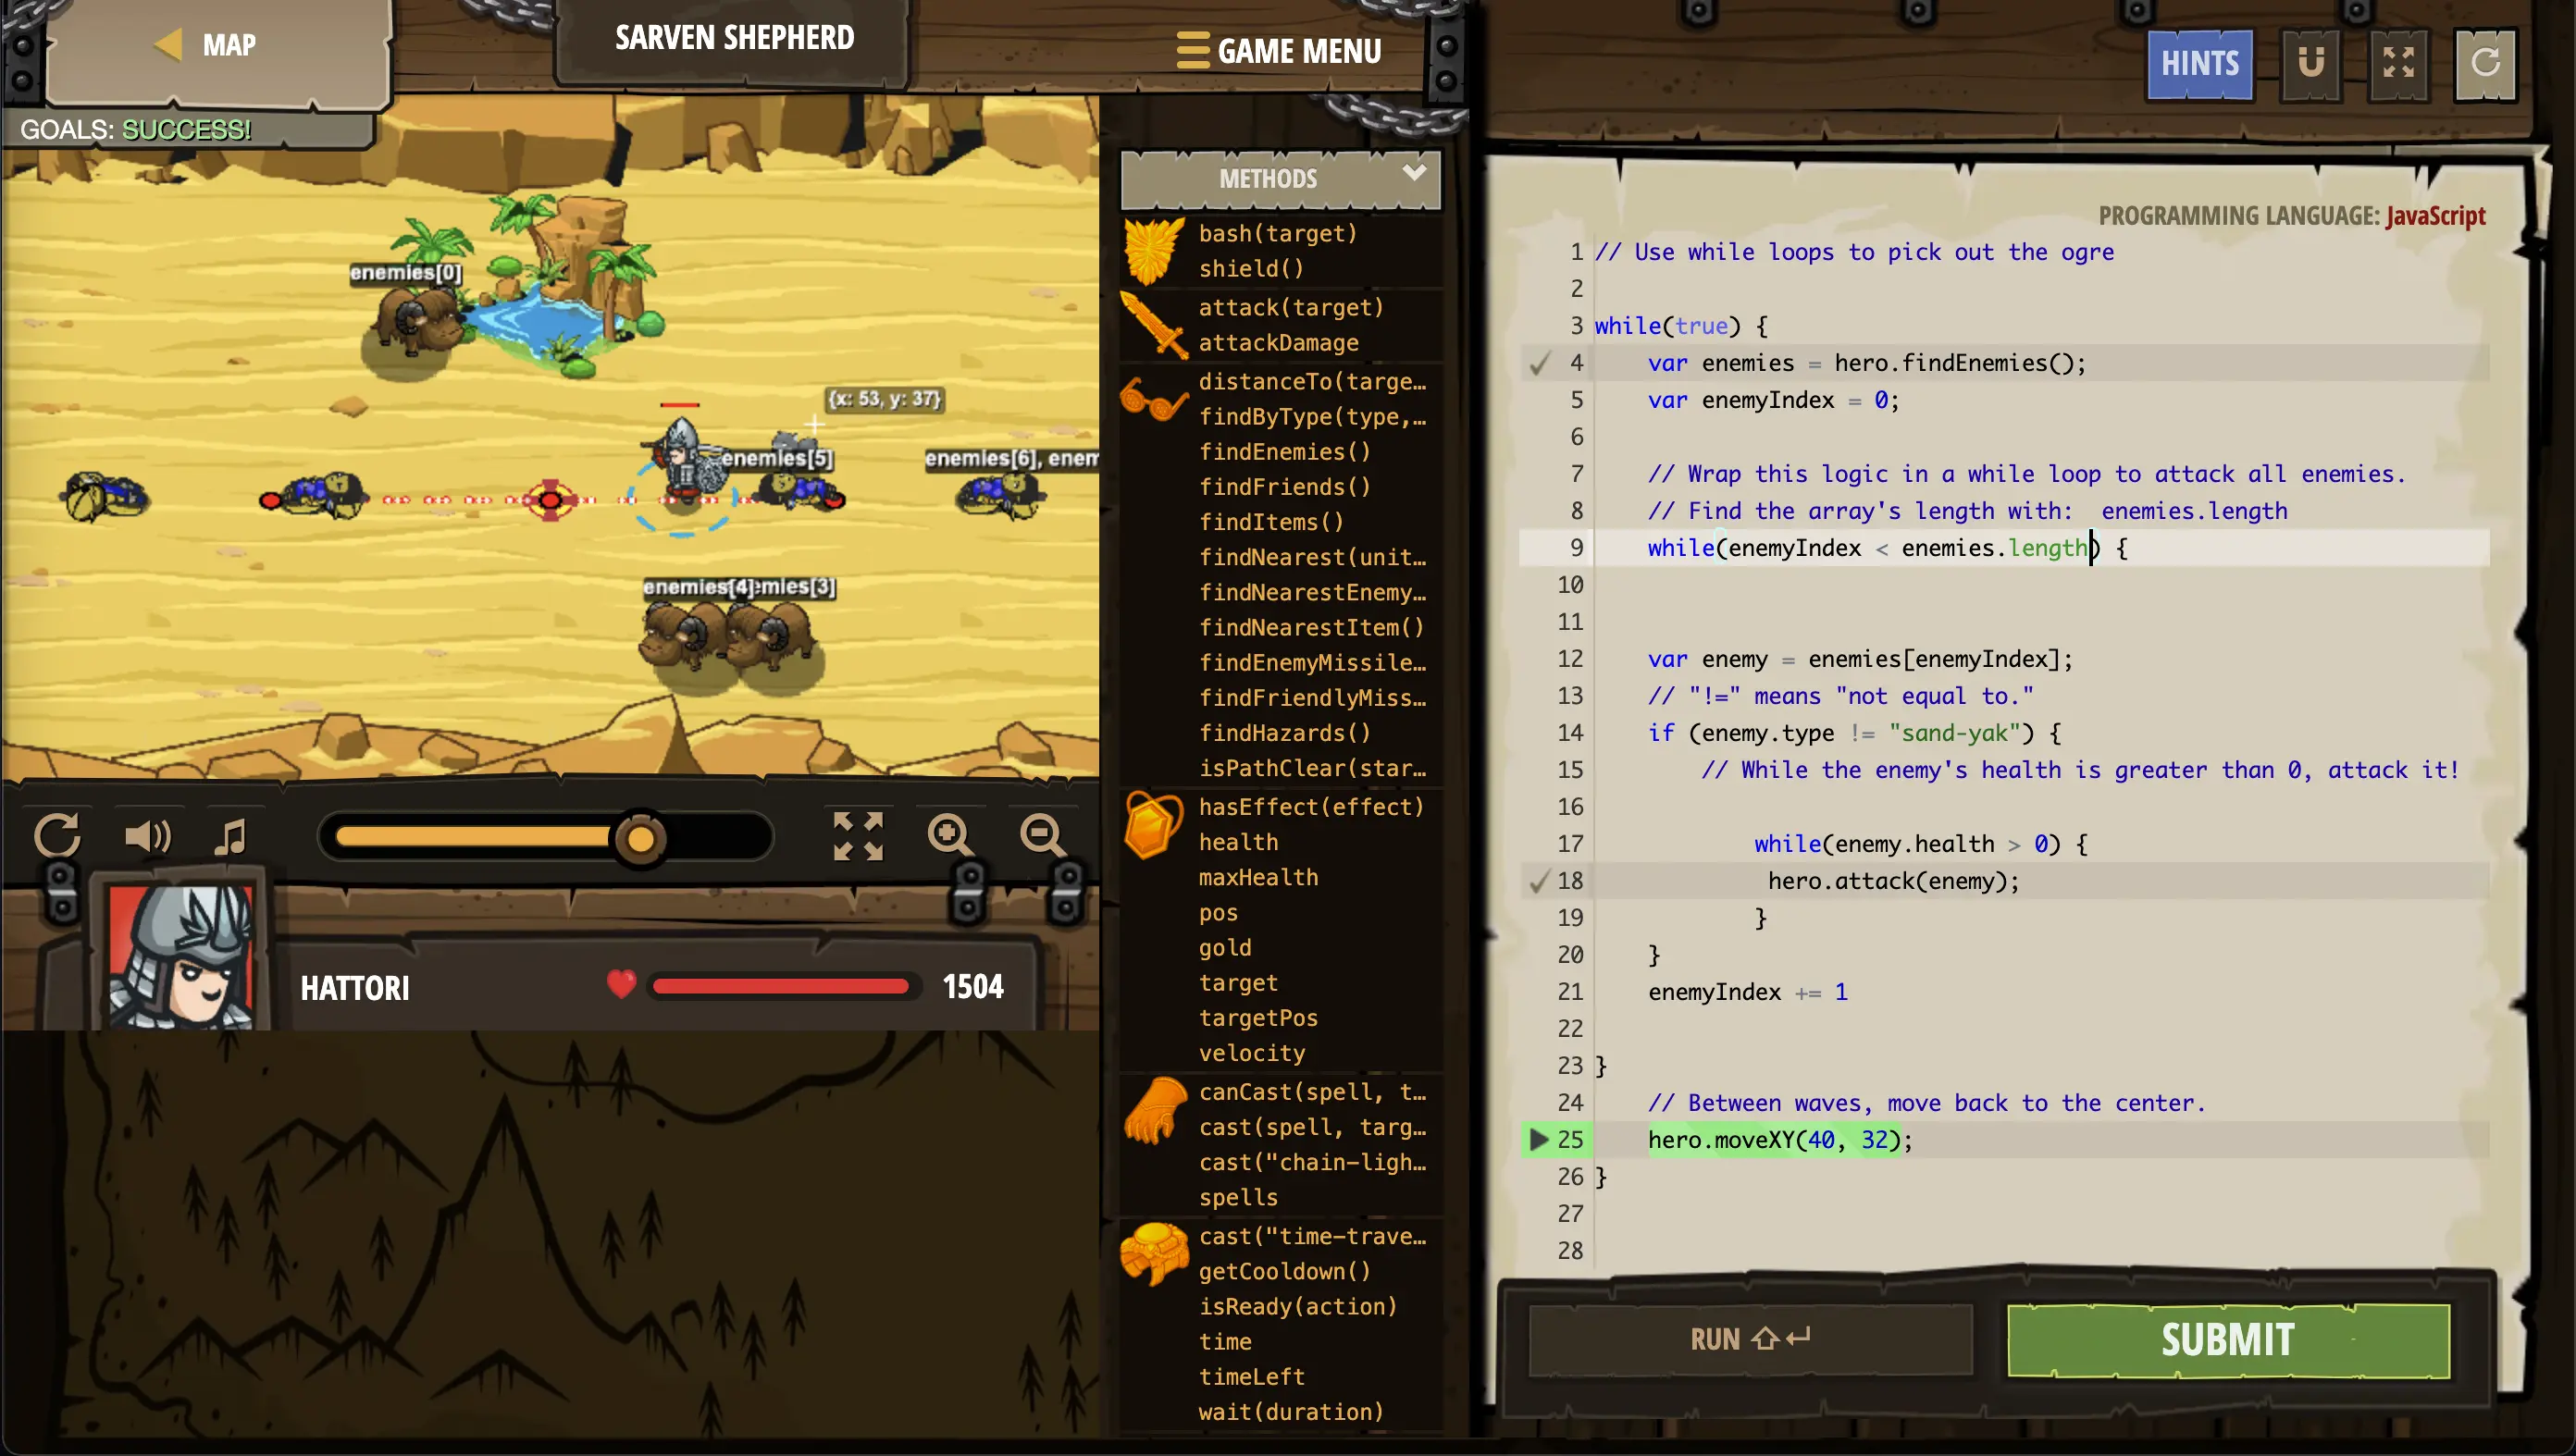 MAP
SARVEN SHEPHERD
GAME MENU
HINTS
GOALS: SUCCESS!
enemies[0]
{x: 53, y: 37}
enemies[5]
enemies[6], enem
enemies[4]
emies[3]
HATTORI
1504
METHODS
bash(target)
shield()
attack(target)
attackDamage
distanceTo(targe…
findByType(type,…
findEnemies()
findFriends()
findItems()
findNearest(unit…
findNearestEnemy…
findNearestItem()
findEnemyMissile…
findFriendlyMiss…
findHazards()
isPathClear(star…
hasEffect(effect)
health
maxHealth
pos
gold
target
targetPos
velocity
canCast(spell, t…
cast(spell, targ…
cast("chain-ligh…
spells
cast("time-trave…
getCooldown()
isReady(action)
time
timeLeft
wait(duration)
PROGRAMMING LANGUAGE: JavaScript
1 // Use while loops to pick out the ogre
2
3 while(true) {
4     var enemies = hero.findEnemies();
5     var enemyIndex = 0;
6
7     // Wrap this logic in a while loop to attack all enemies.
8     // Find the array's length with:  enemies.length
9     while(enemyIndex < enemies.length) {
10
11
12     var enemy = enemies[enemyIndex];
13     // "!=" means "not equal to."
14     if (enemy.type != "sand-yak") {
15         // While the enemy's health is greater than 0, attack it!
16
17             while(enemy.health > 0) {
18              hero.attack(enemy);
19             }
20     }
21     enemyIndex += 1
22
23 }
24     // Between waves, move back to the center.
25     hero.moveXY(40, 32);
26 }
27
28
RUN
SUBMIT